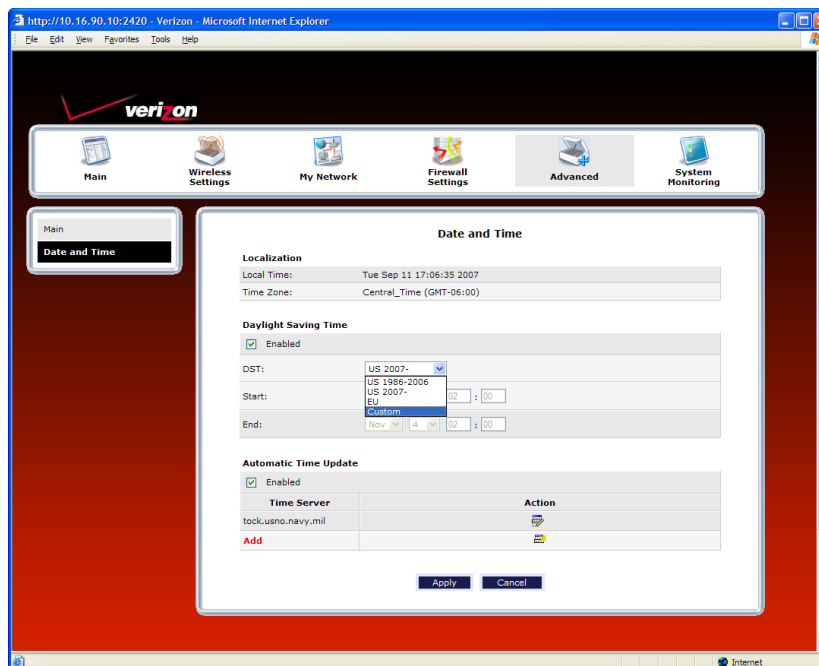 http://10.16.90.10:2420 - Verizon - Microsoft Internet Explorer
File Edit View Favorites Tools Help
verizon
Main
Wireless Settings
My Network
Firewall Settings
Advanced
System Monitoring
Main
Date and Time
Date and Time
Localization
Local Time: Tue Sep 11 17:06:35 2007
Time Zone: Central_Time (GMT-06:00)
Daylight Saving Time
Enabled
DST: US 2007-
US 1986-2006
US 2007-
EU
Custom
Start: 02 : 00
End: Nov 4 02 : 00
Automatic Time Update
Enabled
Time Server Action
tock.usno.navy.mil
Add
Apply Cancel
Internet